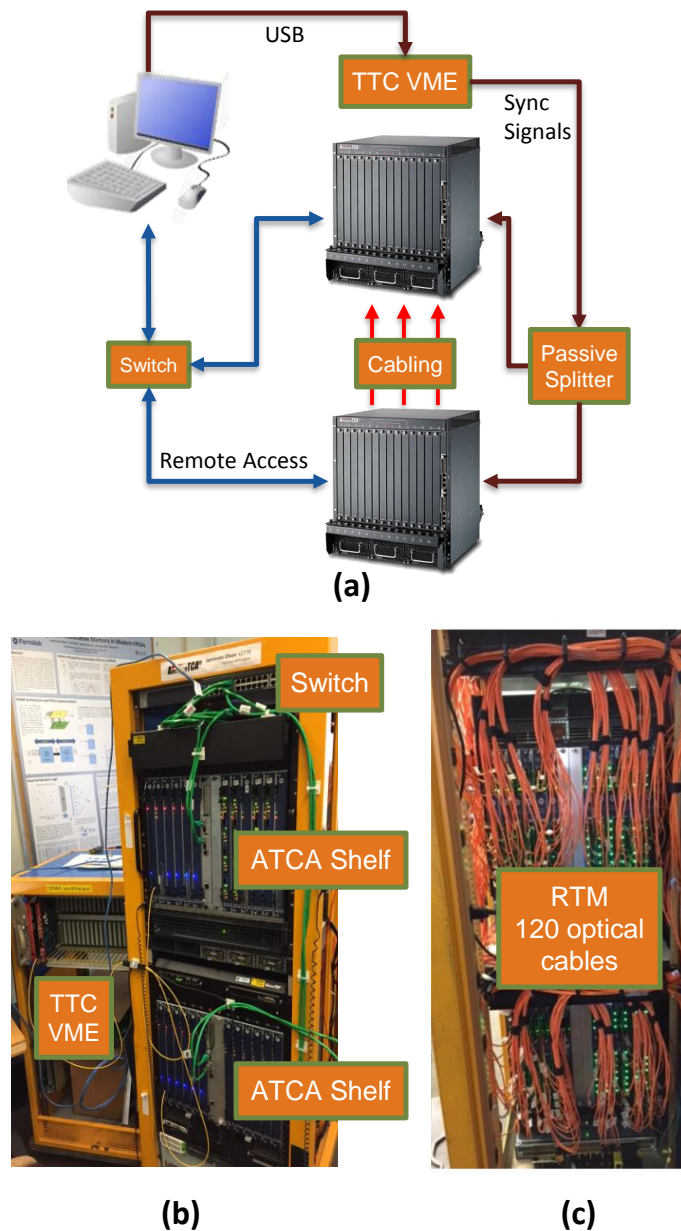 USB
TTC VME
Sync
Signals
Switch
Cabling
Passive
Splitter
Remote Access
(a)
Fermilab
Switch
ATCA Shelf
TTC
VME
ATCA Shelf
RTM
120 optical
cables
(b)
(c)